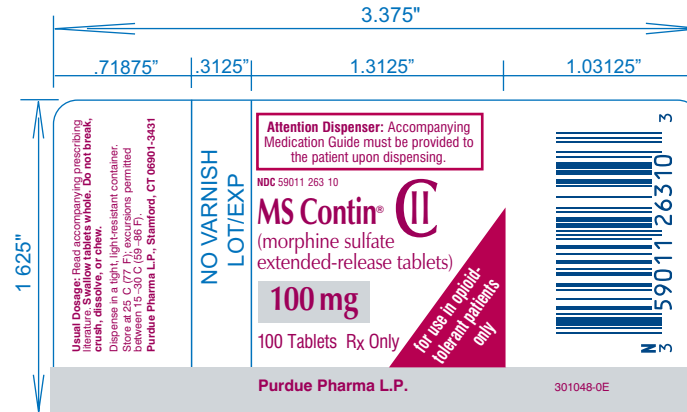 3.375"
.71875"
.3125"
1.3125"
1.03125"
1 625"
Usual Dosage: Read accompanying prescribing
literature. Swallow tablets whole. Do not break,
crush, dissolve, or chew.
Dispense in a tight, light-resistant container.
Store at 25 C (77 F); excursions permitted
between 15 –30 C (59 –86 F).
Purdue Pharma L.P., Stamford, CT 06901-3431
NO VARNISH
LOT/EXP
Attention Dispenser: Accompanying
Medication Guide must be provided to
the patient upon dispensing.
NDC 59011 263 10
MS Contin® CII
(morphine sulfate
extended-release tablets)
100 mg
100 Tablets Rx Only
for use in opioid-
tolerant patients
only
Purdue Pharma L.P.
301048-0E
N 3 59011 26310 3